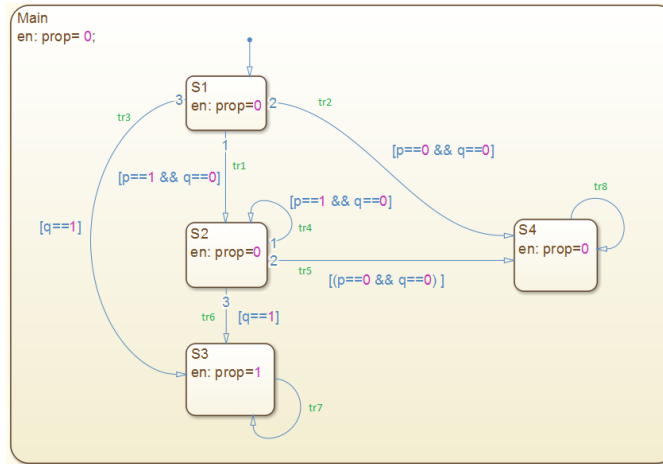 Main
en: prop= 0;
S1
en: prop=0
3
2
1
tr3
tr2
tr1
[p==1 && q==0]
[p==0 && q==0]
[q==1]
S2
en: prop=0
[p==1 && q==0]
1
tr4
2
tr5
[(p==0 && q==0) ]
3
tr6
[q==1]
S4
en: prop=0
tr8
S3
en: prop=1
tr7